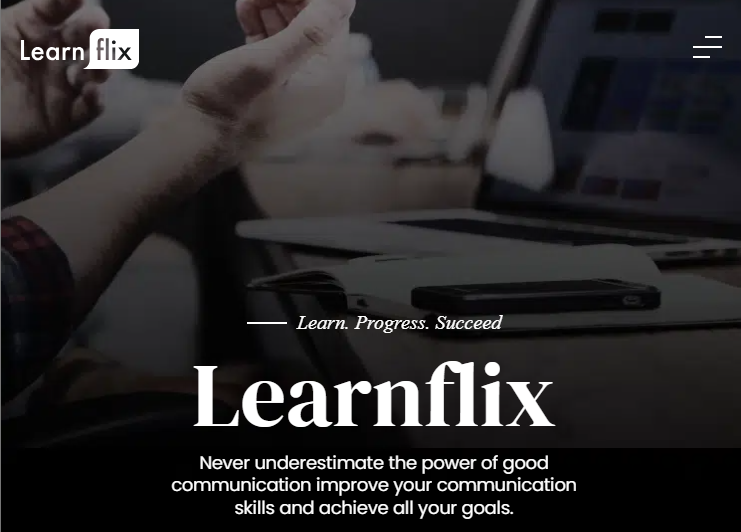 Learn flix
Learn. Progress. Succeed
Learnflix
Never underestimate the power of good
communication improve your communication
skills and achieve all your goals.